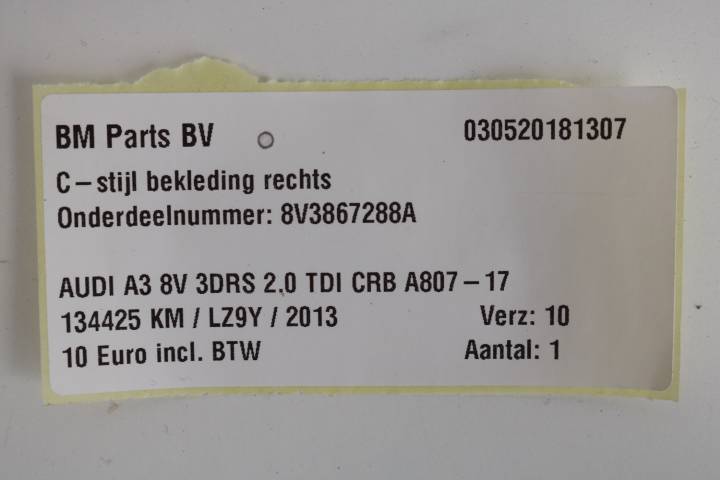 BM Parts BV 030520181307
C-stijl bekleding rechts
Onderdeelnummer: 8V3867288A
AUDI A3 8V 3DRS 2.0 TDI CRB A807-17
134425 KM / LZ9Y / 2013 Verz: 10
10 Euro incl. BTW Aantal: 1